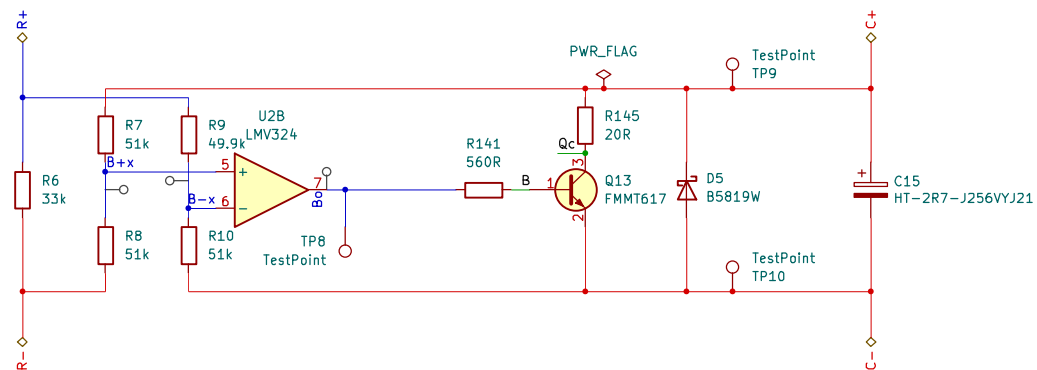 R+
C+
PWR_FLAG
TestPoint
TP9
R7
51k
R9
49.9k
U2B
LMV324
R145
20R
Qc
3
R141
560R
B+x
5
+
R6
33k
7
Bo
B
1
Q13
FMMT617
2
D5
B5819W
+
C15
HT-2R7-J256VYJ21
B-x
6
−
R8
51k
R10
51k
TP8
TestPoint
TestPoint
TP10
R-
C-